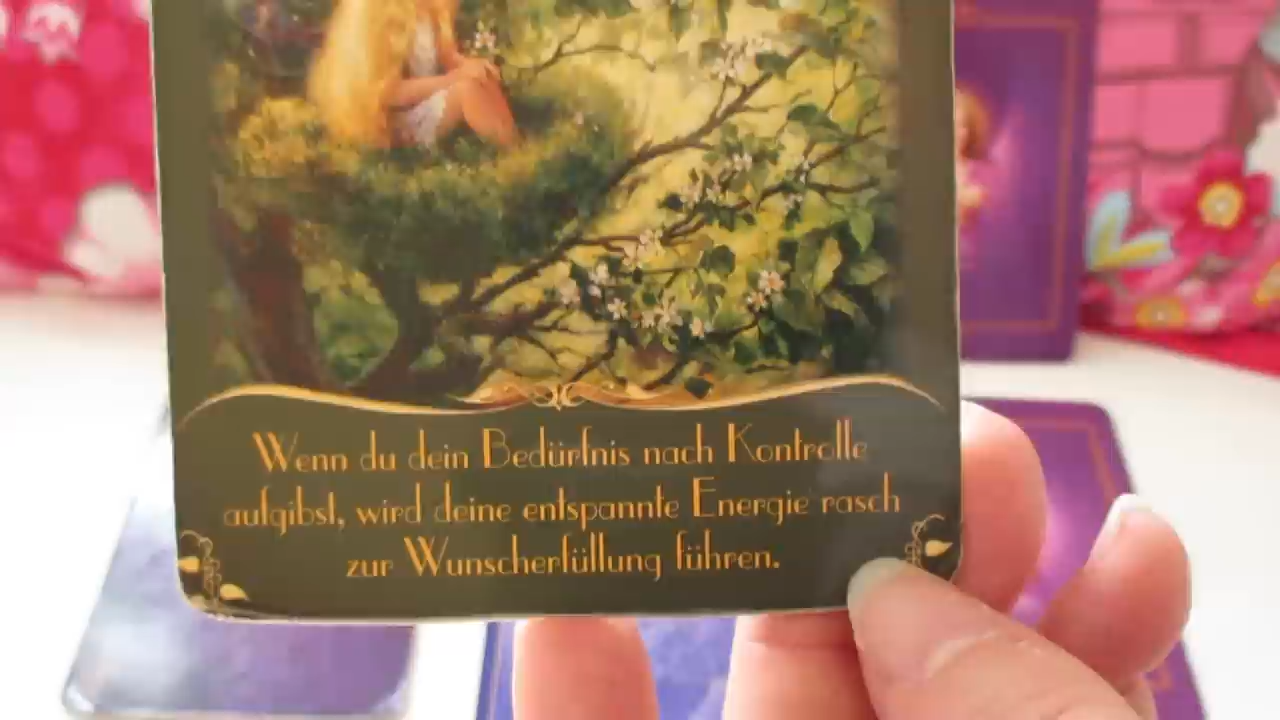 Wenn du dein Bedürfnis nach Kontrolle
aufgibst, wird deine entspannte Energie rasch
zur Wunscherfüllung führen.